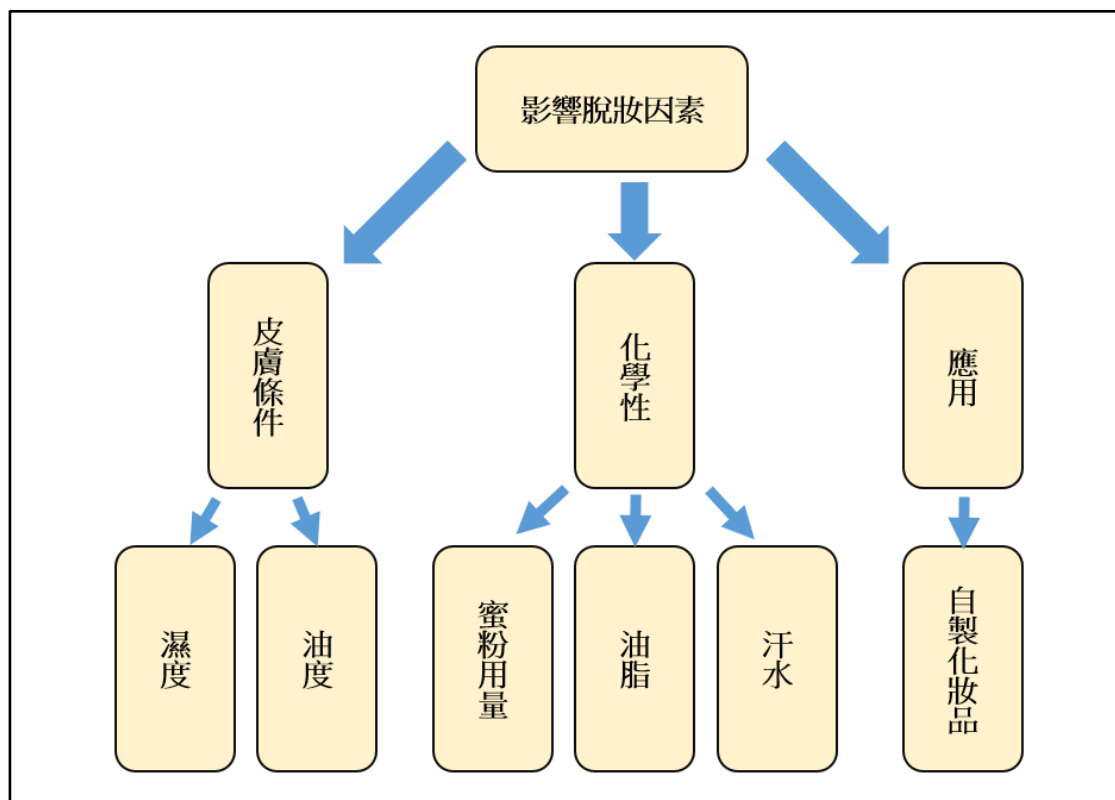 影響脫妝因素
皮膚條件
化學性
應用
濕度
油度
蜜粉用量
油脂
汗水
自製化妝品